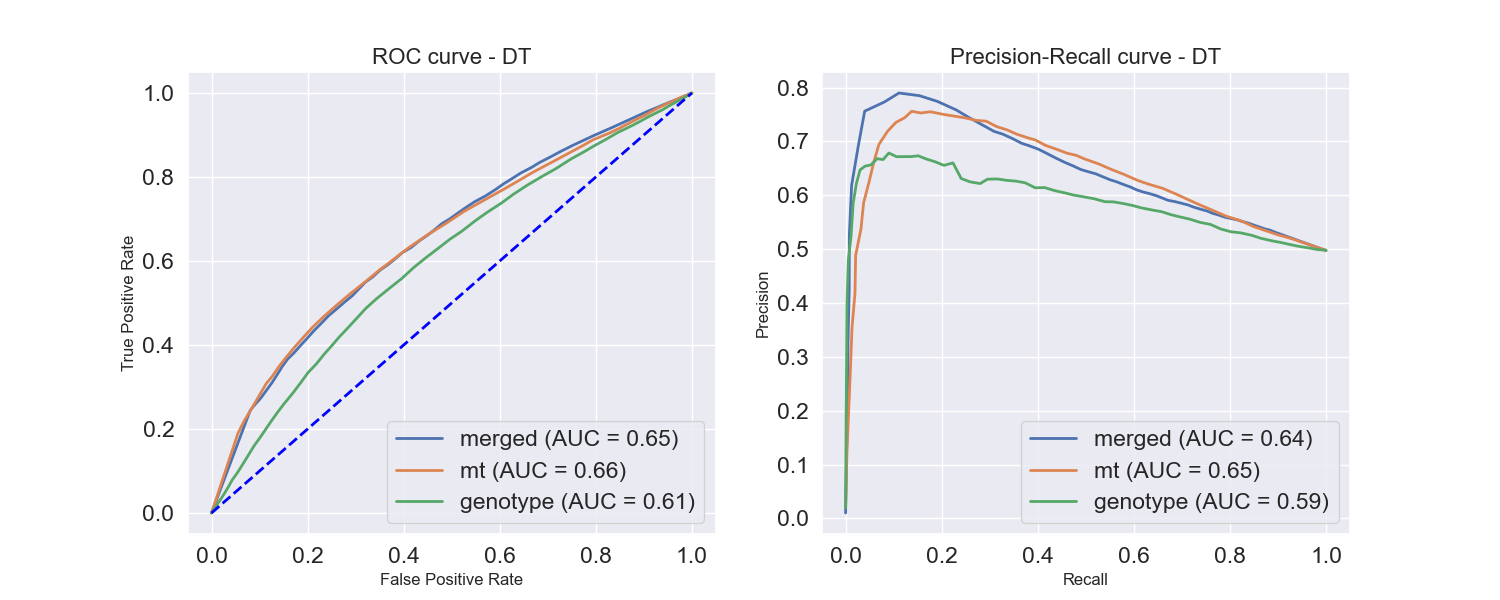 ROC curve - DT
1.0
0.8
0.6
0.4
0.2
0.0
True Positive Rate
0.0 0.2 0.4 0.6 0.8 1.0
False Positive Rate
merged (AUC = 0.65)
mt (AUC = 0.66)
genotype (AUC = 0.61)
Precision-Recall curve - DT
0.8
0.7
0.6
0.5
0.4
0.3
0.2
0.1
0.0
Precision
0.0 0.2 0.4 0.6 0.8 1.0
Recall
merged (AUC = 0.64)
mt (AUC = 0.65)
genotype (AUC = 0.59)